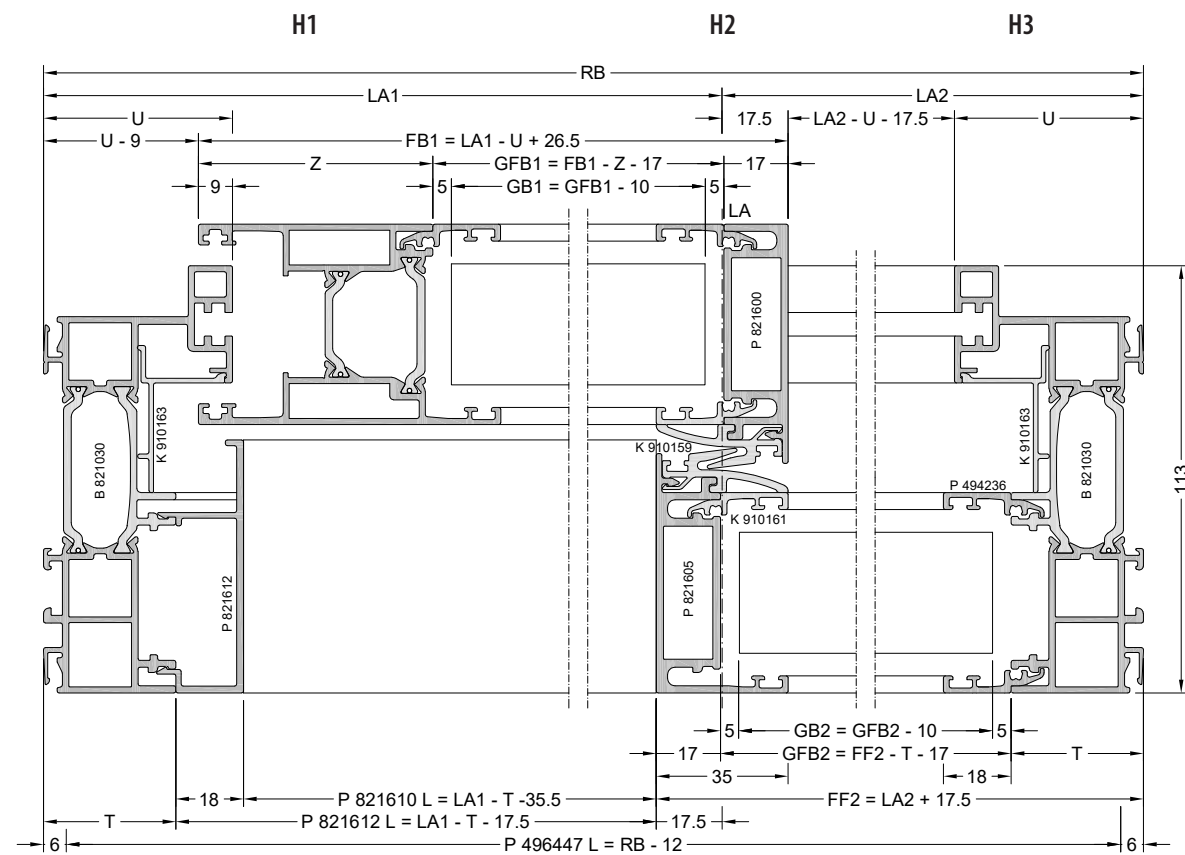 H1 H2 H3
RB
LA1 LA2
U 17.5 LA2 - U - 17.5 U
U - 9 FB1 = LA1 - U + 26.5
Z GFB1 = FB1 - Z - 17 17
9 5 GB1 = GFB1 - 10 5
LA
P 821600
K 910163
B 821030
K 910159
K 910163
B 821030
P 494236
113
K 910161
P 821612
P 821605
5 GB2 = GFB2 - 10 5
17 GFB2 = FF2 - T - 17 T
35 18
18 P 821610 L = LA1 - T -35.5 FF2 = LA2 + 17.5
T P 821612 L = LA1 - T - 17.5 17.5
6 P 496447 L = RB - 12 6